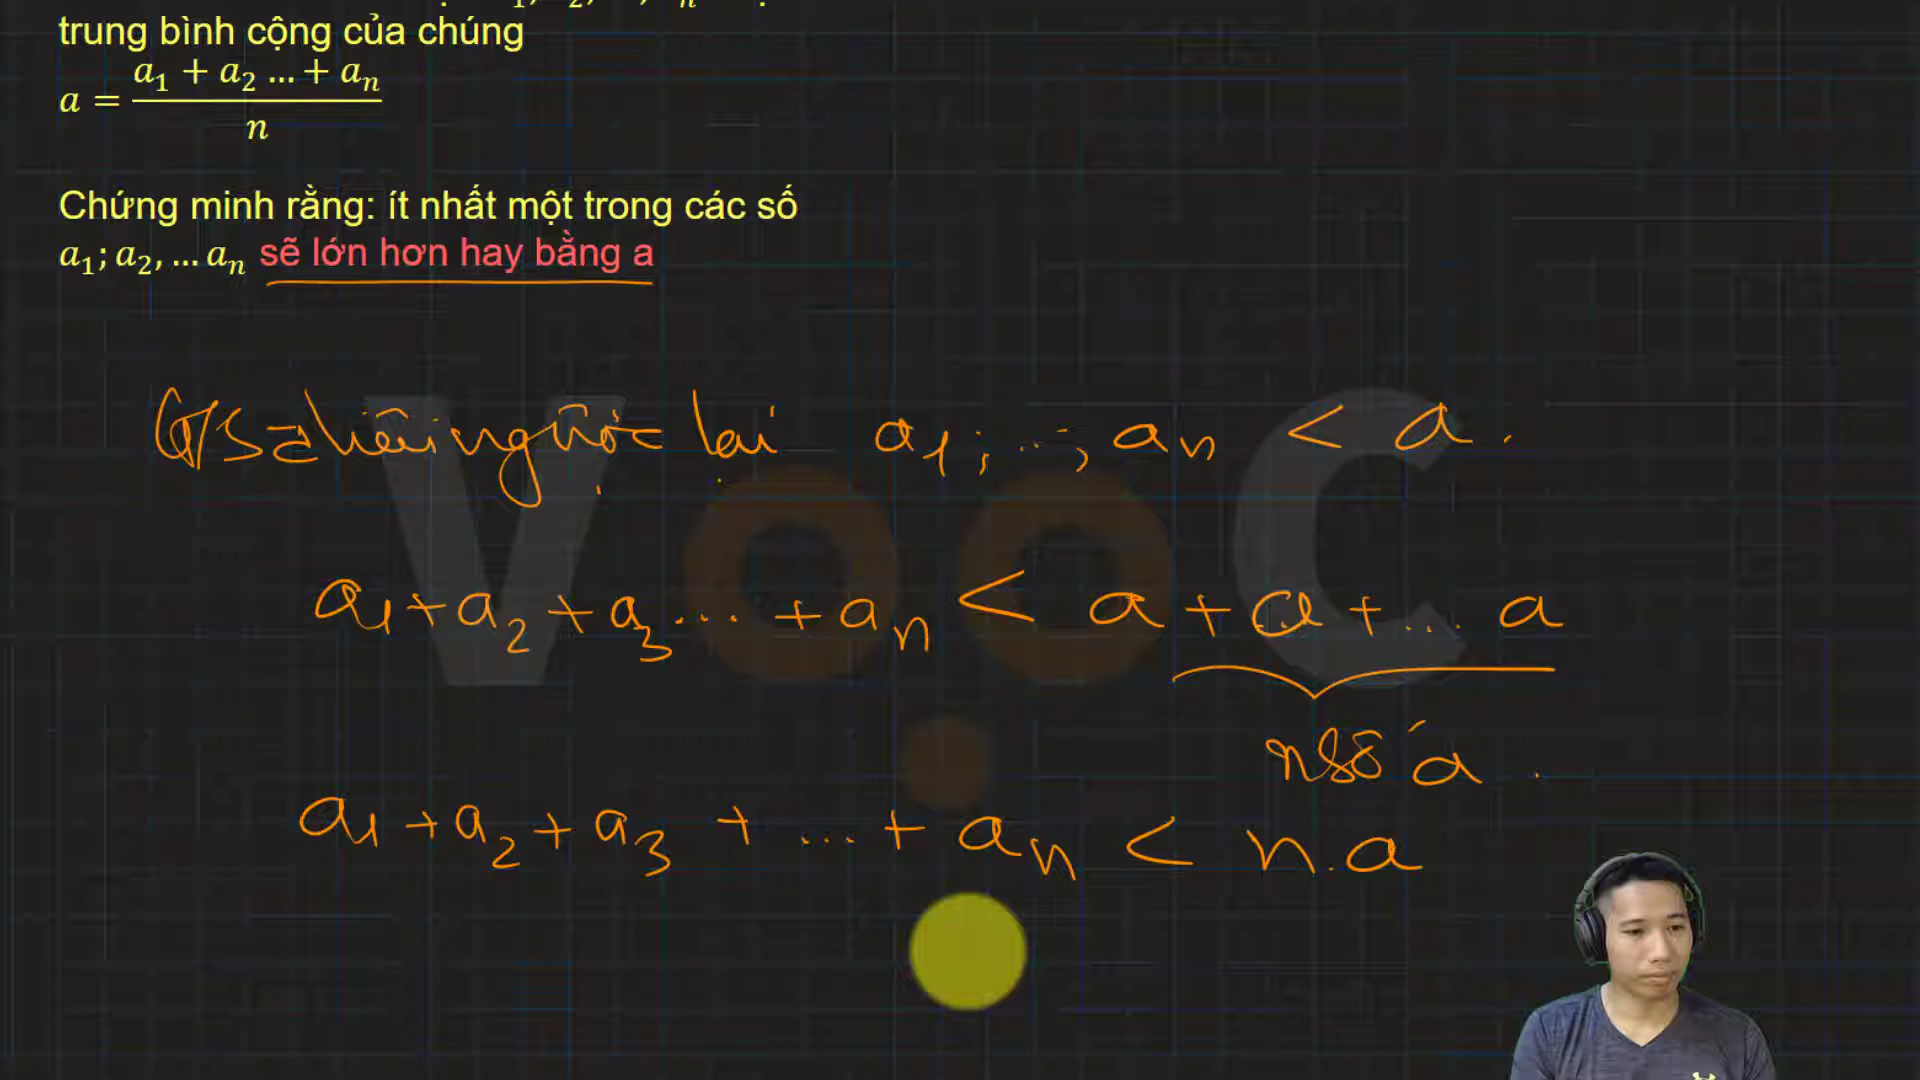 trung bình cộng của chúng
a = (a₁ + a₂ ... + aₙ) / n
Chứng minh rằng: ít nhất một trong các số
a₁; a₂, ... aₙ sẽ lớn hơn hay bằng a
ngược lại a₁; ...; aₙ < a.
a₁ + a₂ + a₃ ... + aₙ < a + a + ... a
n số a.
a₁ + a₂ + a₃ + ... + aₙ < n.a
VOOC